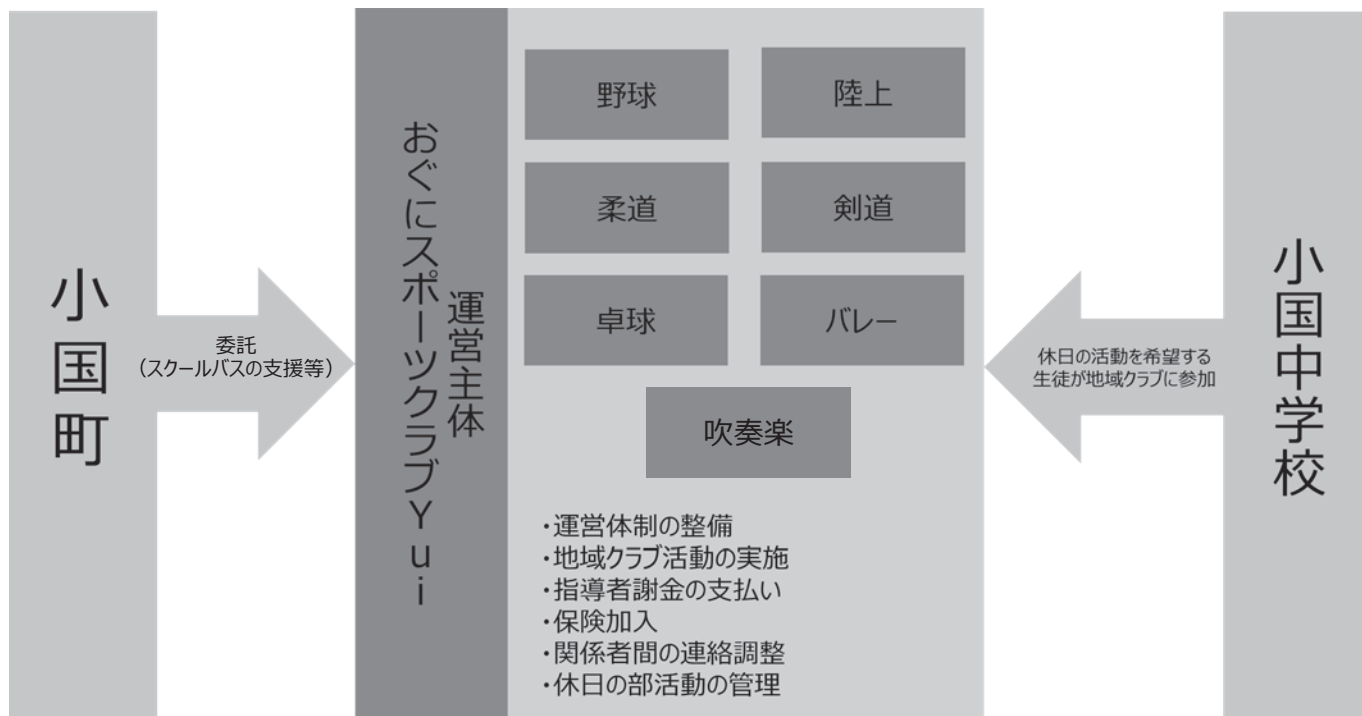 小国町
委託
（スクールバスの支援等）
運営主体
おぐにスポーツクラブYui
野球
陸上
柔道
剣道
卓球
バレー
吹奏楽
・運営体制の整備
・地域クラブ活動の実施
・指導者謝金の支払い
・保険加入
・関係者間の連絡調整
・休日の部活動の管理
休日の活動を希望する
生徒が地域クラブに参加
小国中学校